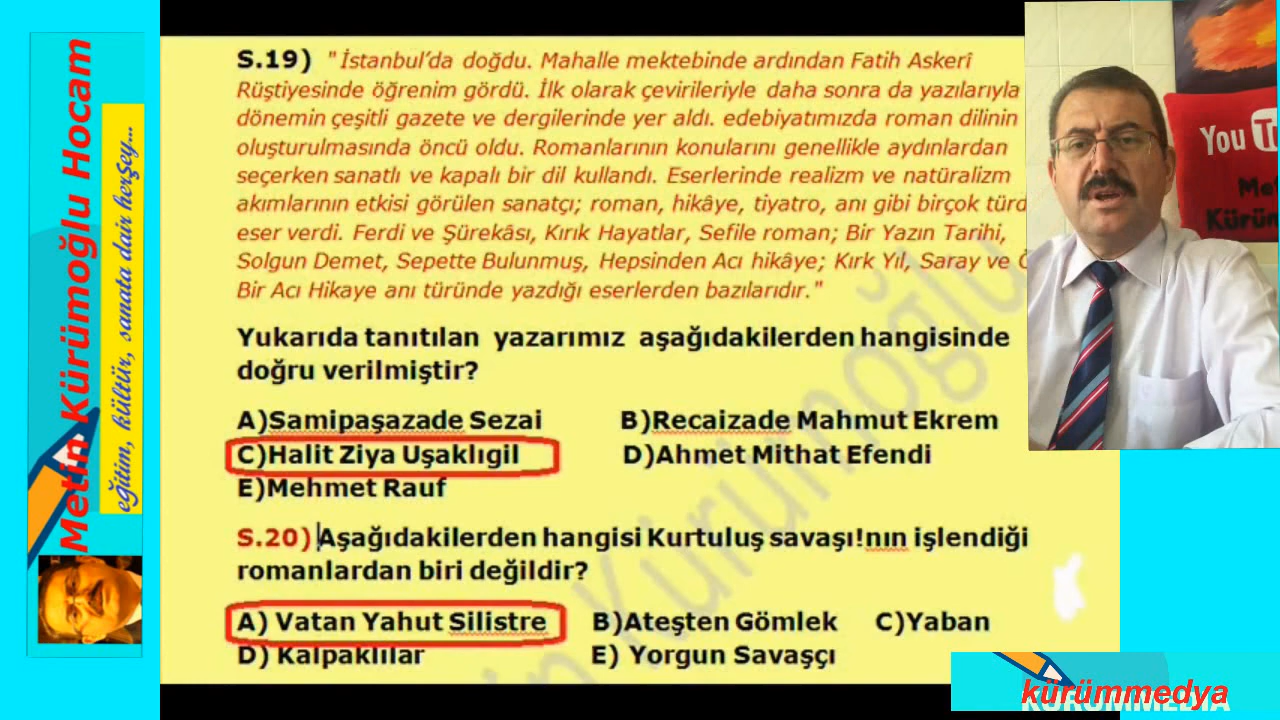 Metin Kürümoğlu Hocam
eğitim, kültür, sanata dair herşey...
S.19) "İstanbul'da doğdu. Mahalle mektebinde ardından Fatih Askerî
Rüştiyesinde öğrenim gördü. İlk olarak çevirileriyle daha sonra da yazılarıyla
dönemin çeşitli gazete ve dergilerinde yer aldı. edebiyatımızda roman dilinin
oluşturulmasında öncü oldu. Romanlarının konularını genellikle aydınlardan
seçerken sanatlı ve kapalı bir dil kullandı. Eserlerinde realizm ve natüralizm
akımlarının etkisi görülen sanatçı; roman, hikâye, tiyatro, anı gibi birçok türd
eser verdi. Ferdi ve Şürekâsı, Kırık Hayatlar, Sefile roman; Bir Yazın Tarihi,
Solgun Demet, Sepette Bulunmuş, Hepsinden Acı hikâye; Kırk Yıl, Saray ve
Bir Acı Hikaye anı türünde yazdığı eserlerden bazılarıdır."
Yukarıda tanıtılan yazarımız aşağıdakilerden hangisinde
doğru verilmiştir?
A)Samipaşazade Sezai B)Recaizade Mahmut Ekrem
C)Halit Ziya Uşaklıgil D)Ahmet Mithat Efendi
E)Mehmet Rauf
S.20) Aşağıdakilerden hangisi Kurtuluş savaşı!nın işlendiği
romanlardan biri değildir?
A) Vatan Yahut Silistre B)Ateşten Gömlek C)Yaban
D) Kalpaklılar E) Yorgun Savaşçı
You T
Me
Kürüm
kürümmedya